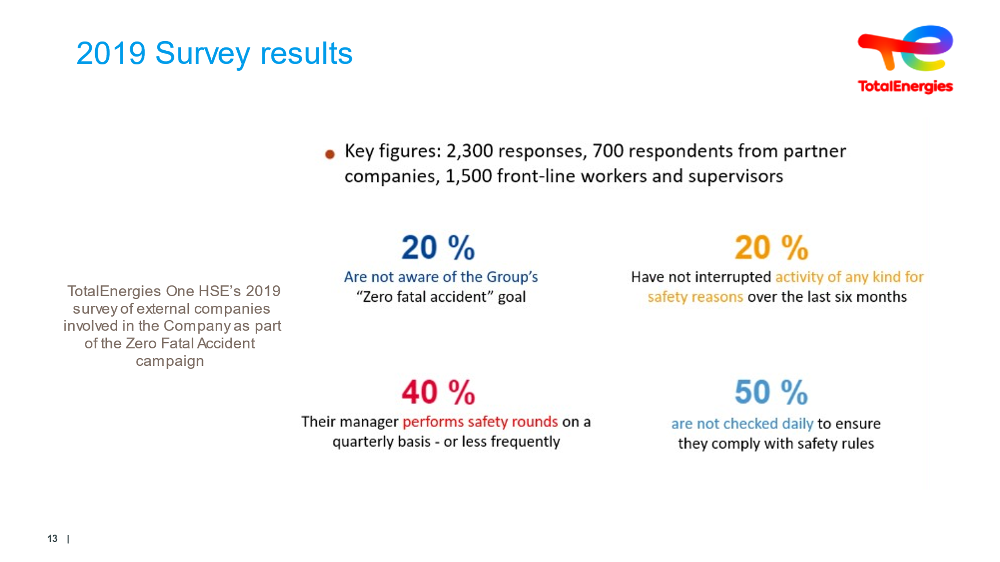 2019 Survey results
TotalEnergies
• Key figures: 2,300 responses, 700 respondents from partner
companies, 1,500 front-line workers and supervisors
TotalEnergies One HSE’s 2019
survey of external companies
involved in the Company as part
of the Zero Fatal Accident
campaign
20 %
Are not aware of the Group’s
“Zero fatal accident” goal
20 %
Have not interrupted activity of any kind for
safety reasons over the last six months
40 %
Their manager performs safety rounds on a
quarterly basis - or less frequently
50 %
are not checked daily to ensure
they comply with safety rules
13 |